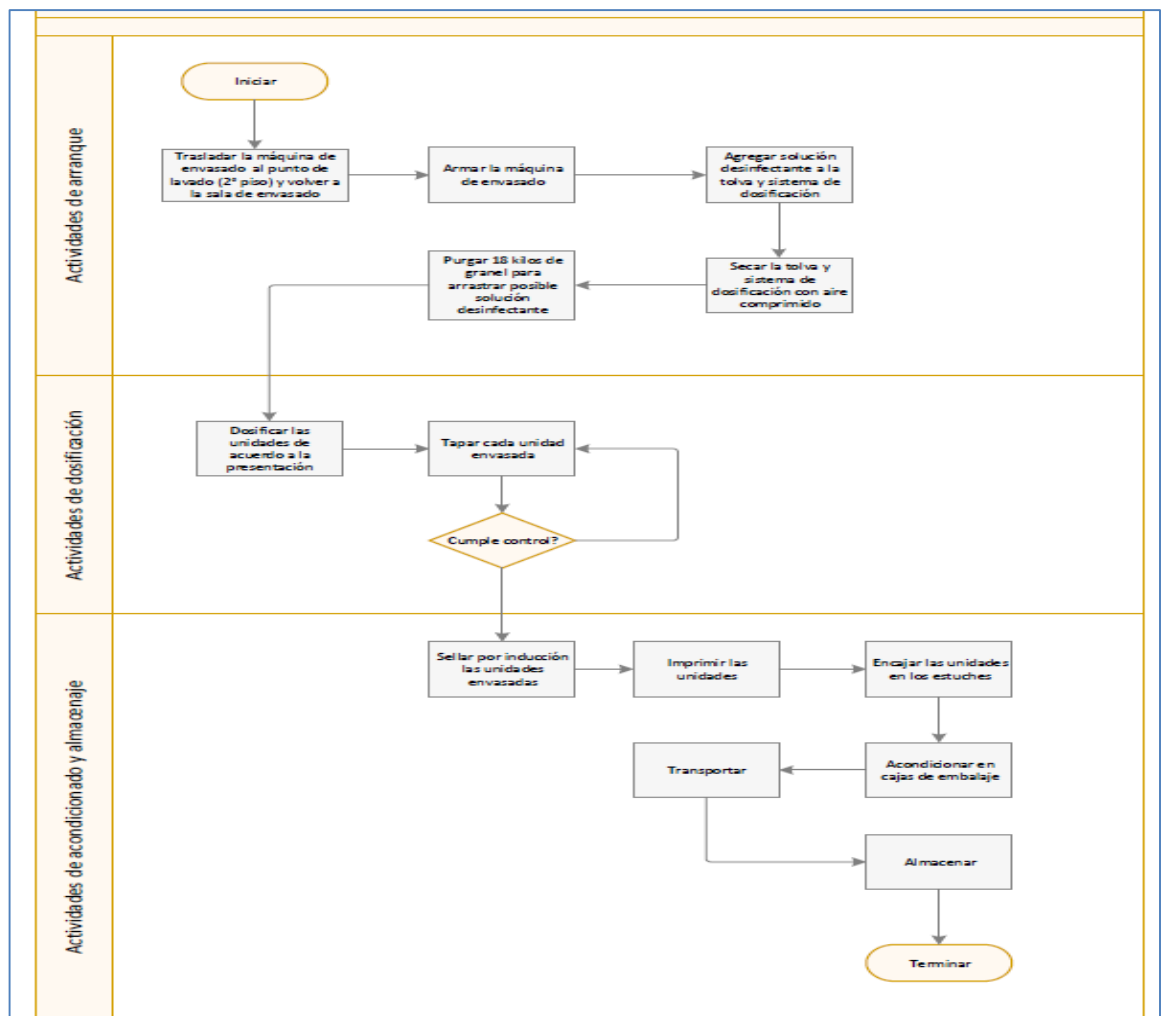 Actividades de arranque
Iniciar
Trasladar la máquina de
envasado al punto de
lavado (2° piso) y volver a
la sala de envasado
Armar la máquina
de envasado
Agregar solución
desinfectante a la
tolva y sistema de
dosificación
Secar la tolva y
sistema de
dosificación con aire
comprimido
Purgar 18 kilos de
granel para
arrastrar posible
solución
desinfectante
Actividades de dosificación
Dosificar las
unidades de
acuerdo a la
presentación
Tapar cada unidad
envasada
Cumple control?
Actividades de acondicionado y almacenaje
Sellar por inducción
las unidades
envasadas
Imprimir las
unidades
Encajar las unidades
en los estuches
Acondicionar en
cajas de embalaje
Transportar
Almacenar
Terminar